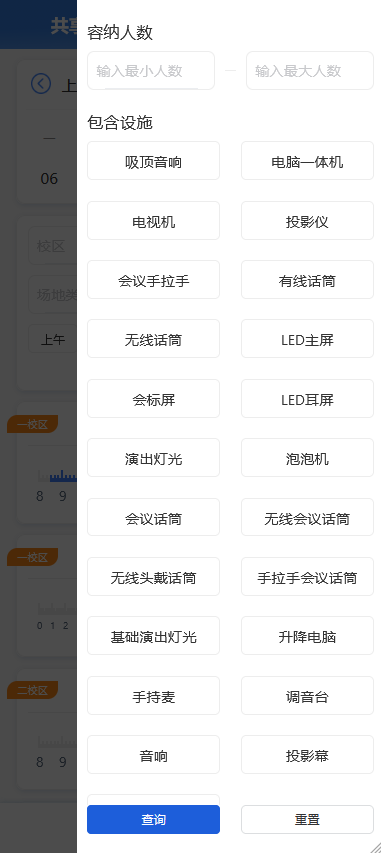 共享
容纳人数
输入最小人数 — 输入最大人数
上
一
包含设施
06
吸顶音响 电脑一体机
电视机 投影仪
校区
会议手拉手 有线话筒
场地类
无线话筒 LED主屏
上午
会标屏 LED耳屏
一校区
演出灯光 泡泡机
8 9
会议话筒 无线会议话筒
一校区
无线头戴话筒 手拉手会议话筒
0 1 2
基础演出灯光 升降电脑
二校区
手持麦 调音台
8 9
音响 投影幕
查询 重置